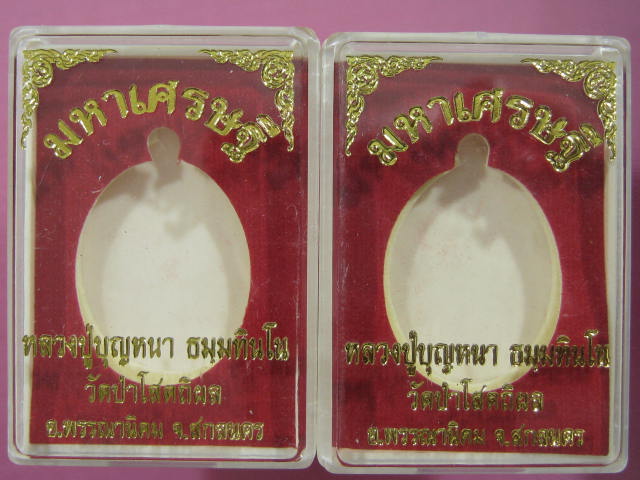 มหาเศรษฐี
หลวงปู่บุญหนา ธมฺมทินโน
วัดป่าโสตถิผล
อ.พรรณานิคม จ.สกลนคร
มหาเศรษฐี
หลวงปู่บุญหนา ธมฺมทินโน
วัดป่าโสตถิผล
อ.พรรณานิคม จ.สกลนคร